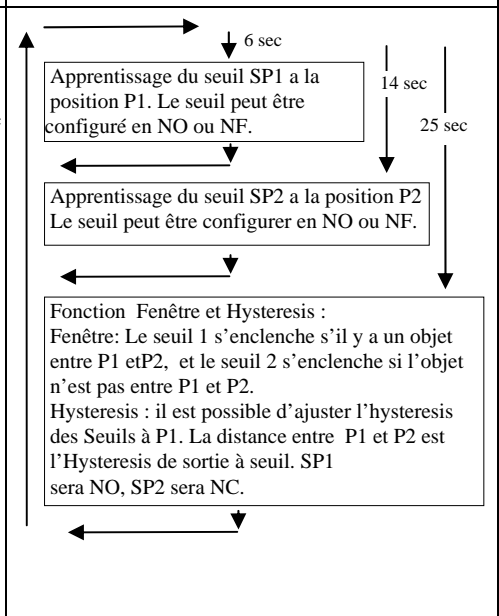 6 sec
Apprentissage du seuil SP1 a la
position P1. Le seuil peut être
configuré en NO ou NF.
14 sec
25 sec
Apprentissage du seuil SP2 a la position P2
Le seuil peut être configurer en NO ou NF.
Fonction Fenêtre et Hysteresis :
Fenêtre: Le seuil 1 s’enclenche s’il y a un objet
entre P1 etP2, et le seuil 2 s’enclenche si l’objet
n’est pas entre P1 et P2.
Hysteresis : il est possible d’ajuster l’hysteresis
des Seuils à P1. La distance entre P1 et P2 est
l’Hysteresis de sortie à seuil. SP1
sera NO, SP2 sera NC.